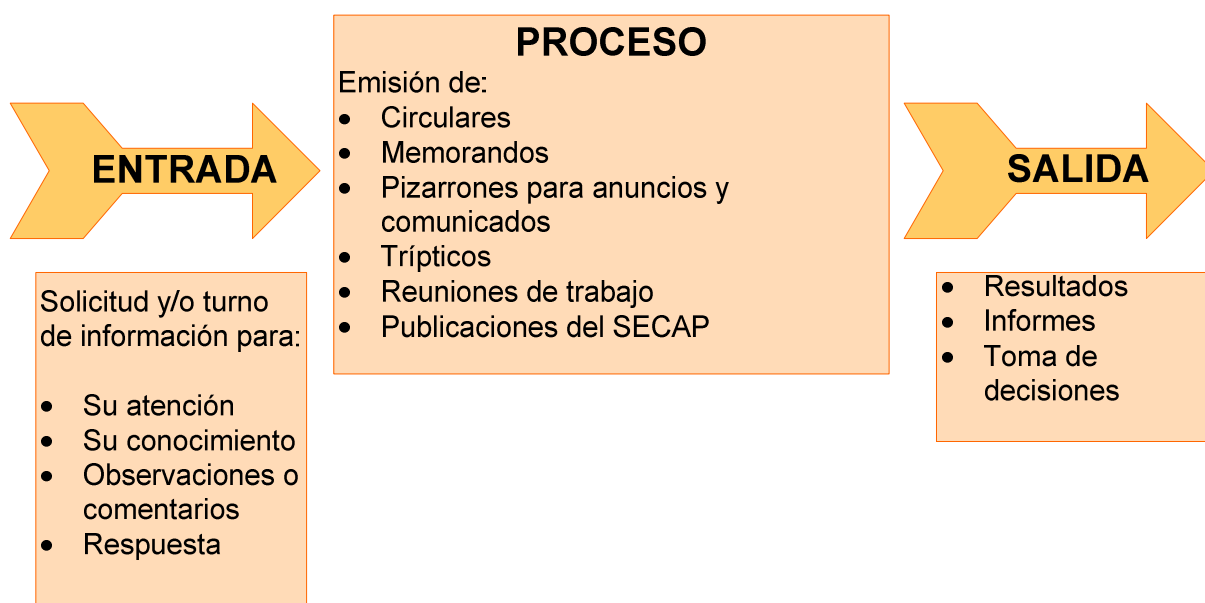 ENTRADA
Solicitud y/o turno
de información para:
• Su atención
• Su conocimiento
• Observaciones o
comentarios
• Respuesta
PROCESO
Emisión de:
• Circulares
• Memorandos
• Pizarrones para anuncios y
comunicados
• Trípticos
• Reuniones de trabajo
• Publicaciones del SECAP
SALIDA
• Resultados
• Informes
• Toma de
decisiones